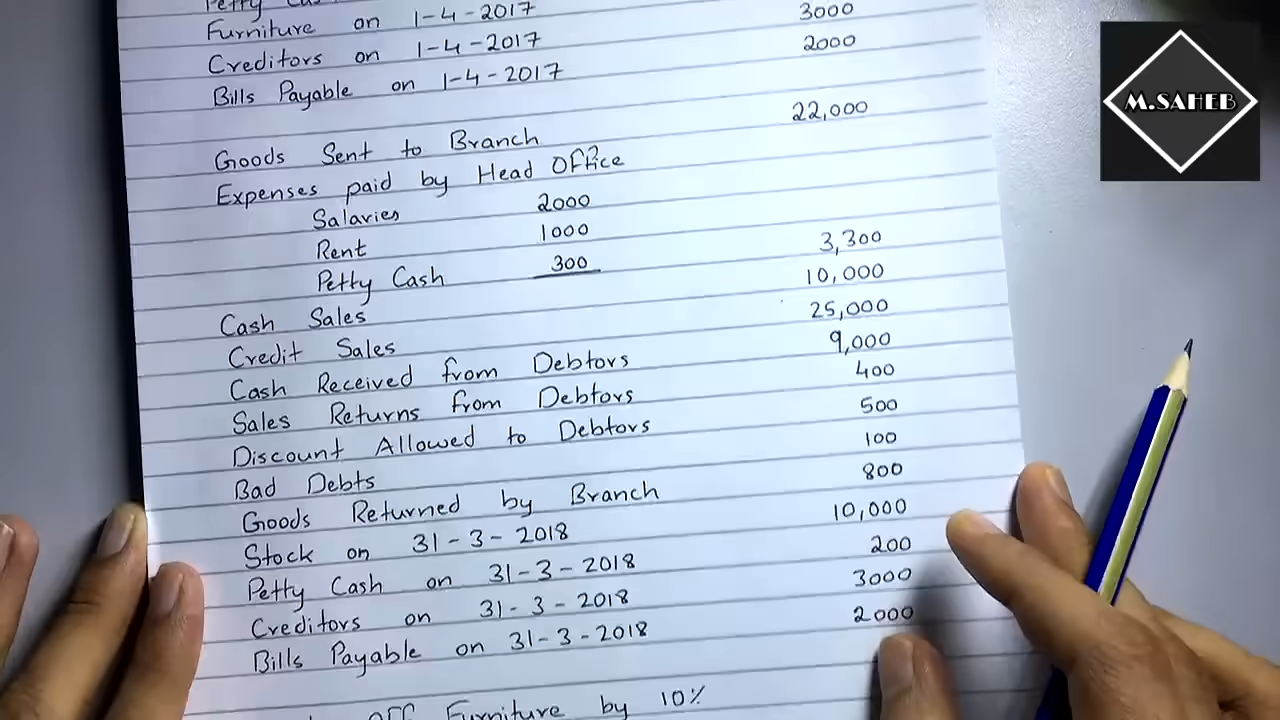 Petty
Furniture on 1-4-2017
Creditors on 1-4-2017 3000
Bills Payable on 1-4-2017 2000
Goods Sent to Branch 22,000
Expenses paid by Head Office
Salaries 2000
Rent 1000
Petty Cash 300 3,300
Cash Sales 10,000
Credit Sales 25,000
Cash Received from Debtors 9,000
Sales Returns from Debtors 400
Discount Allowed to Debtors 500
Bad Debts 100
Goods Returned by Branch 800
Stock on 31-3-2018 10,000
Petty Cash on 31-3-2018 200
Creditors on 31-3-2018 3000
Bills Payable on 31-3-2018 2000
Furniture by 10%
M.SAHEB